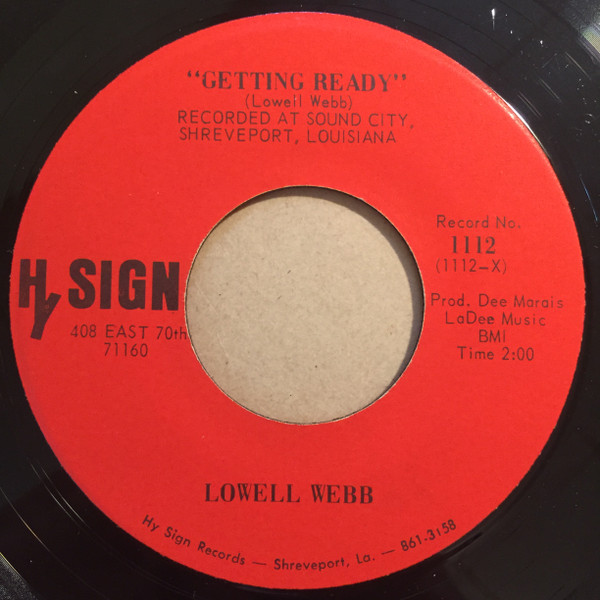 "GETTING READY"
(Lowell Webb)
RECORDED AT SOUND CITY,
SHREVEPORT, LOUISIANA
Record No.
1112
(1112-X)
Hy SIGN
408 EAST 70th
71160
Prod. Dee Marais
LaDee Music
BMI
Time 2:00
LOWELL WEBB
Hy Sign Records — Shreveport, La. — 861-3158